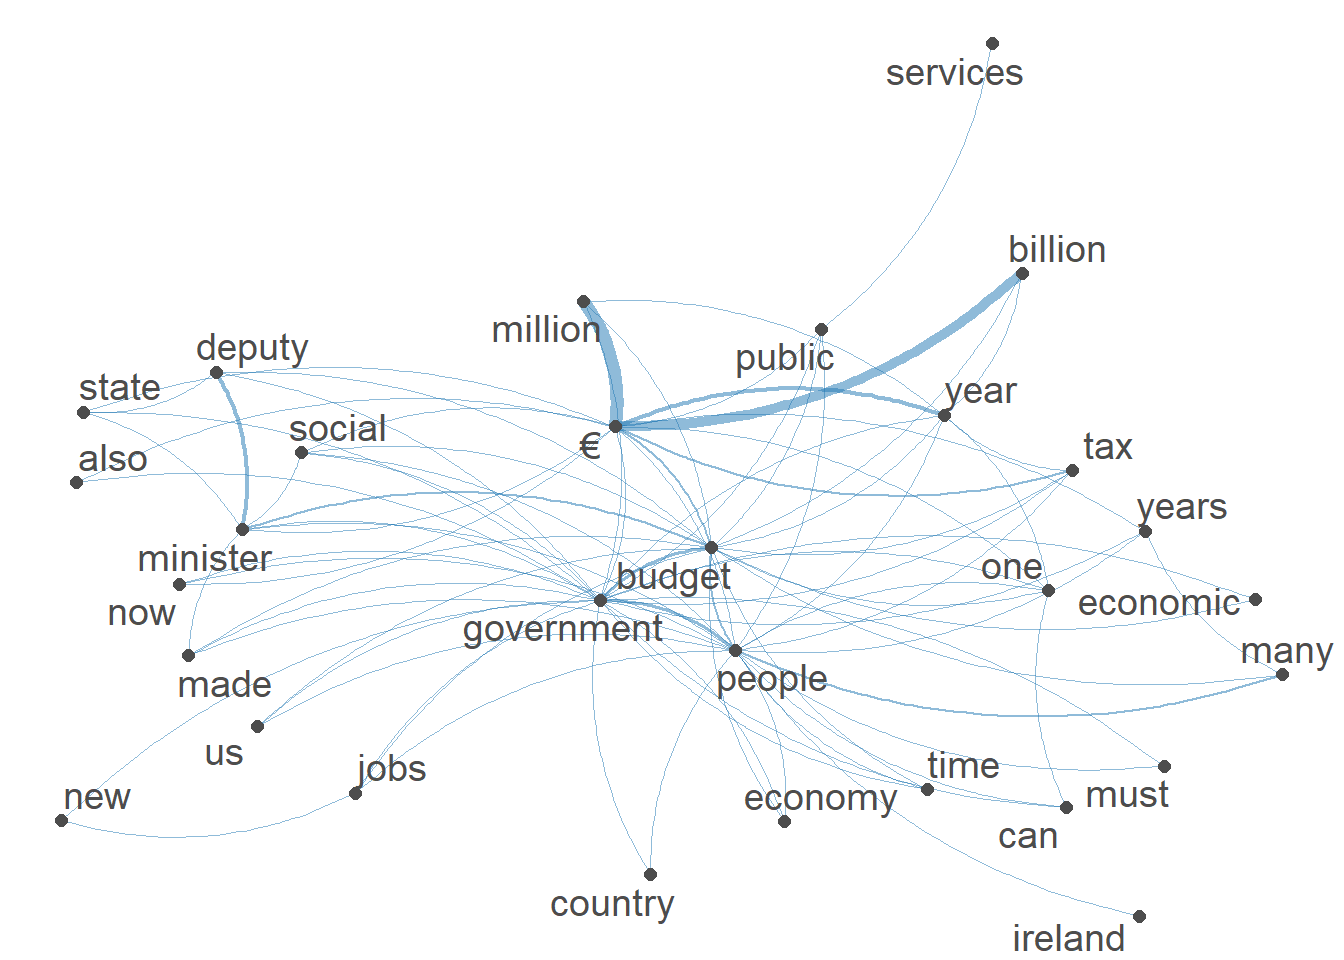 services
billion
million
deputy
public
state
year
social
€
tax
also
years
minister
one
budget
now
economic
government
many
people
made
us
jobs
time
new
economy
must
can
country
ireland